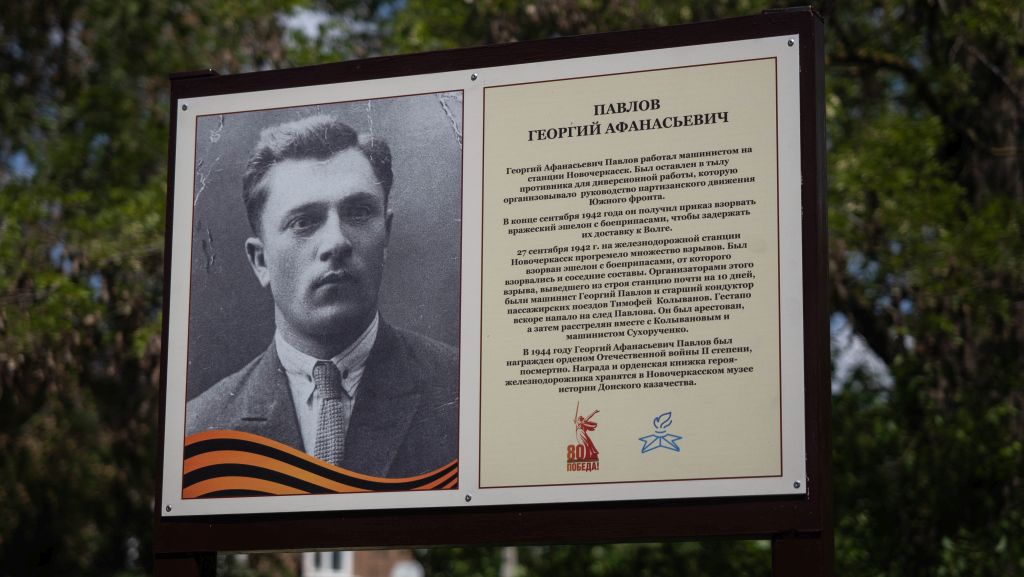 ПАВЛОВ
ГЕОРГИЙ АФАНАСЬЕВИЧ
Георгий Афанасьевич Павлов работал машинистом на
станции Новочеркасск. Был оставлен в тылу
противника для диверсионной работы, которую
организовывало руководство партизанского движения
Южного фронта.
В конце сентября 1942 года он получил приказ взорвать
вражеский эшелон с боеприпасами, чтобы задержать
их доставку к Волге.
27 сентября 1942 г. на железнодорожной станции
Новочеркасск прогремело множество взрывов. Был
взорван эшелон с боеприпасами, от которого
взорвались и соседние составы. Организаторами этого
взрыва, выведшего из строя станцию почти на 10 дней,
были машинист Георгий Павлов и старший кондуктор
пассажирских поездов Тимофей Колыванов. Гестапо
вскоре напало на след Павлова. Он был арестован,
а затем расстрелян вместе с Колывановым и
машинистом Сухорученко.
В 1944 году Георгий Афанасьевич Павлов был
награжден орденом Отечественной войны II степени,
посмертно. Награда и орденская книжка героя-
железнодорожника хранятся в Новочеркасском музее
истории Донского казачества.
80
ПОБЕДА!